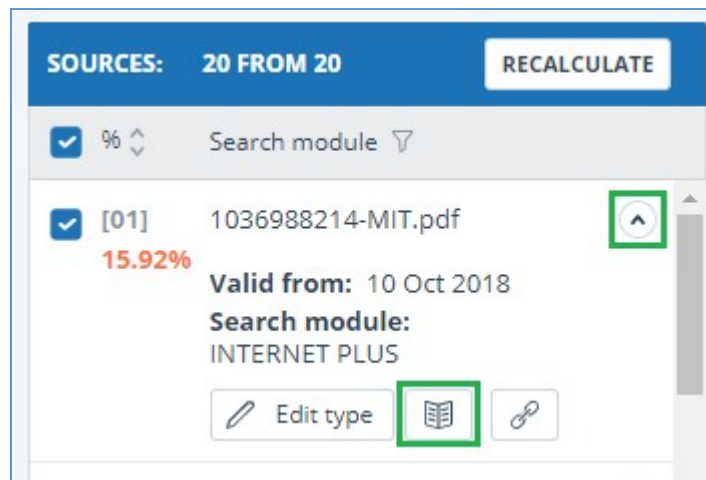 SOURCES: 20 FROM 20 RECALCULATE
% Search module
[01] 1036988214-MIT.pdf
15.92%
Valid from: 10 Oct 2018
Search module:
INTERNET PLUS
Edit type